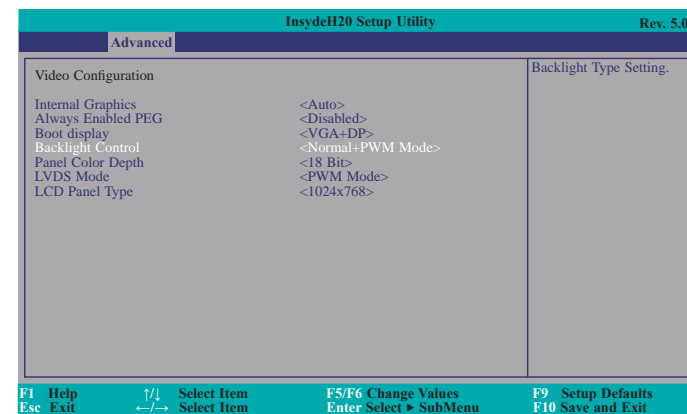 InsydeH20 Setup Utility Rev. 5.0
Advanced
Video Configuration
Backlight Type Setting.
Internal Graphics <Auto>
Always Enabled PEG <Disabled>
Boot display <VGA+DP>
Backlight Control <Normal+PWM Mode>
Panel Color Depth <18 Bit>
LVDS Mode <PWM Mode>
LCD Panel Type <1024x768>
F1 Help ↑/↓ Select Item F5/F6 Change Values F9 Setup Defaults
Esc Exit ←/→ Select Item Enter Select ► SubMenu F10 Save and Exit